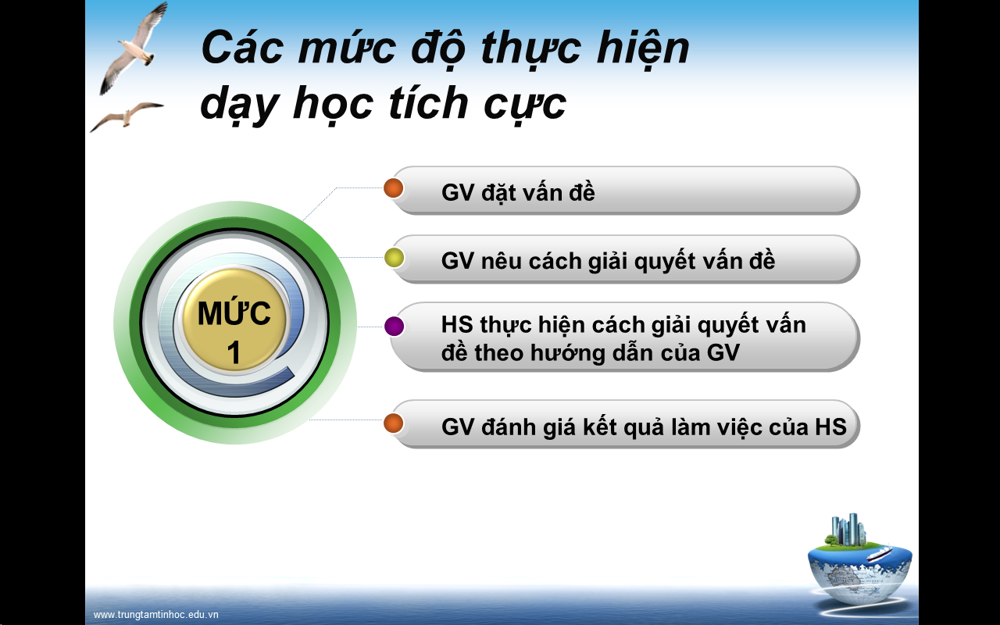 Các mức độ thực hiện
dạy học tích cực
GV đặt vấn đề
GV nêu cách giải quyết vấn đề
MỨC
1
HS thực hiện cách giải quyết vấn
đề theo hướng dẫn của GV
GV đánh giá kết quả làm việc của HS
www.trungtamtinhoc.edu.vn